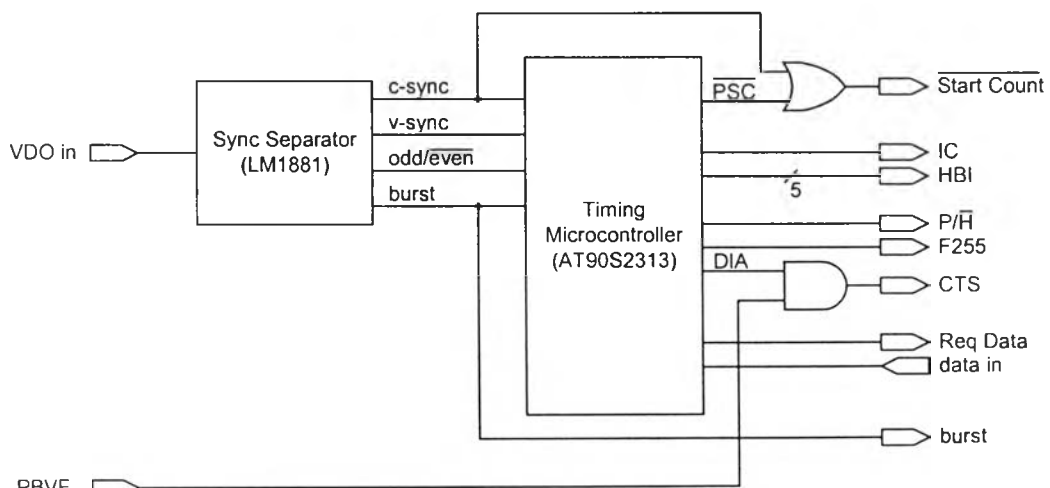 c-sync
v-sync
odd/even
burst
VDO in
Sync Separator
(LM1881)
Timing
Microcontroller
(AT90S2313)
PSC
DIA
Start Count
IC
HBI
5
P/H
F255
CTS
Req Data
data in
burst